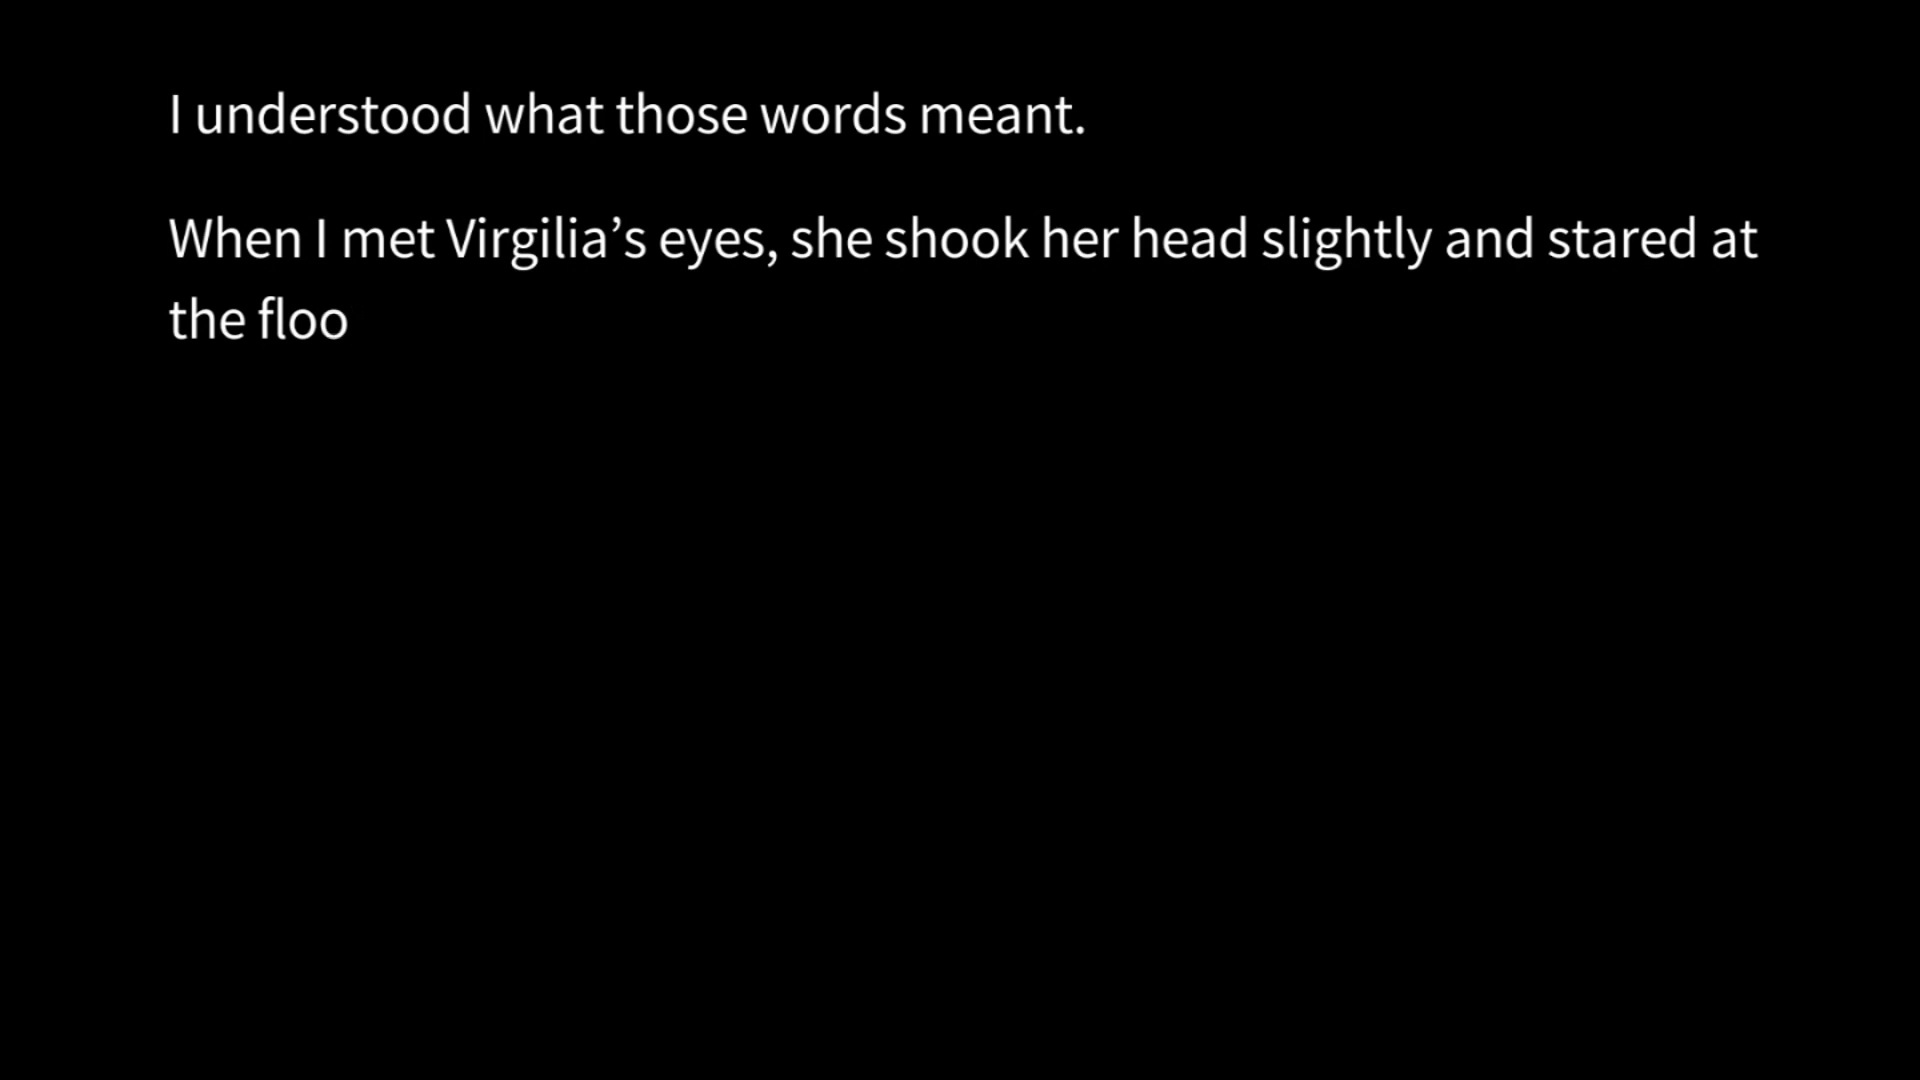 I understood what those words meant.
When I met Virgilia’s eyes, she shook her head slightly and stared at
the floo